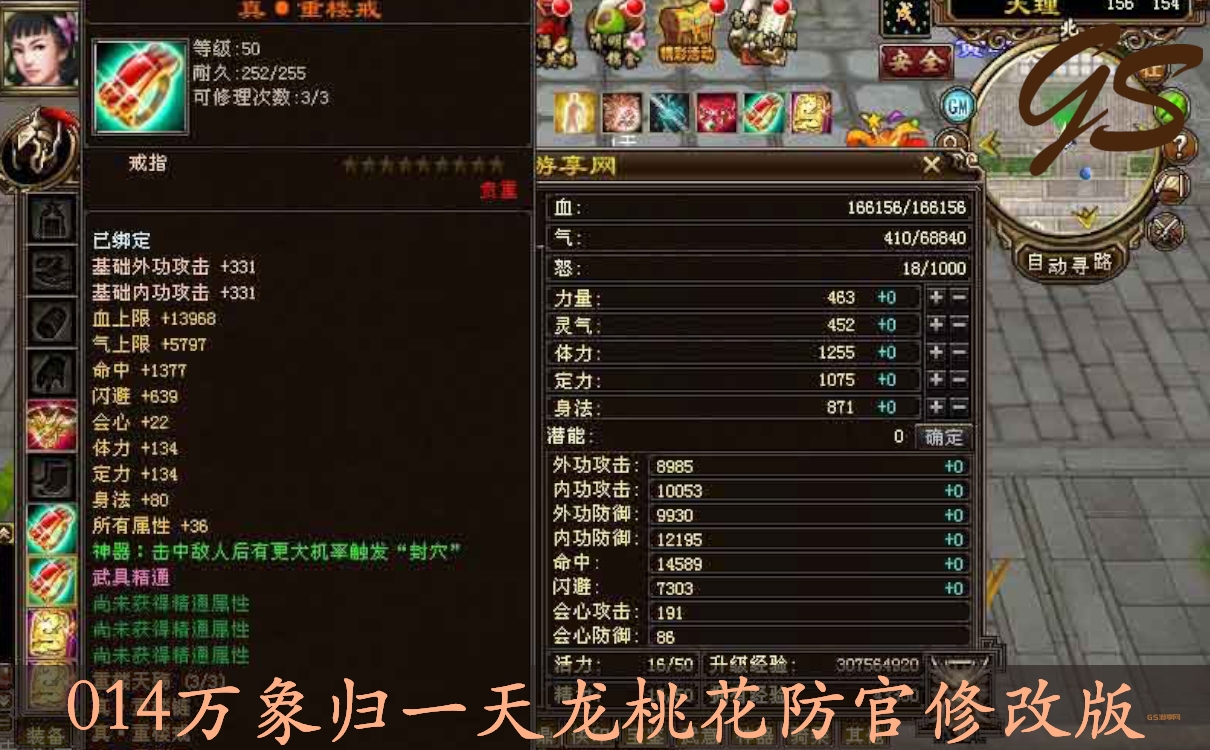 真·重楼戒
等级:50
耐久:252/255
可修理次数:3/3
戒指
贵重
已绑定
基础外功攻击 +331
基础内功攻击 +331
血上限 +13968
气上限 +5797
命中 +1377
闪避 +639
会心 +22
体力 +134
定力 +134
身法 +80
所有属性 +36
神器：击中敌人后有更大机率触发“封穴”
武具精通
尚未获得精通属性
尚未获得精通属性
尚未获得精通属性
精彩活动
大理
156 154
北
安全
GM
GS
自动寻路
游享网
血: 166156/166156
气: 410/68840
怒: 18/1000
力量: 463 +0
灵气: 452 +0
体力: 1255 +0
定力: 1075 +0
身法: 871 +0
潜能: 0 确定
外功攻击: 8985 +0
内功攻击: 10053 +0
外功防御: 9930 +0
内功防御: 12195 +0
命中: 14589 +0
闪避: 7303 +0
会心攻击: 191
会心防御: 86
活力: 16/50 升级经验: 307564920
014万象归一天龙桃花防官修改版
GS游享网
装备